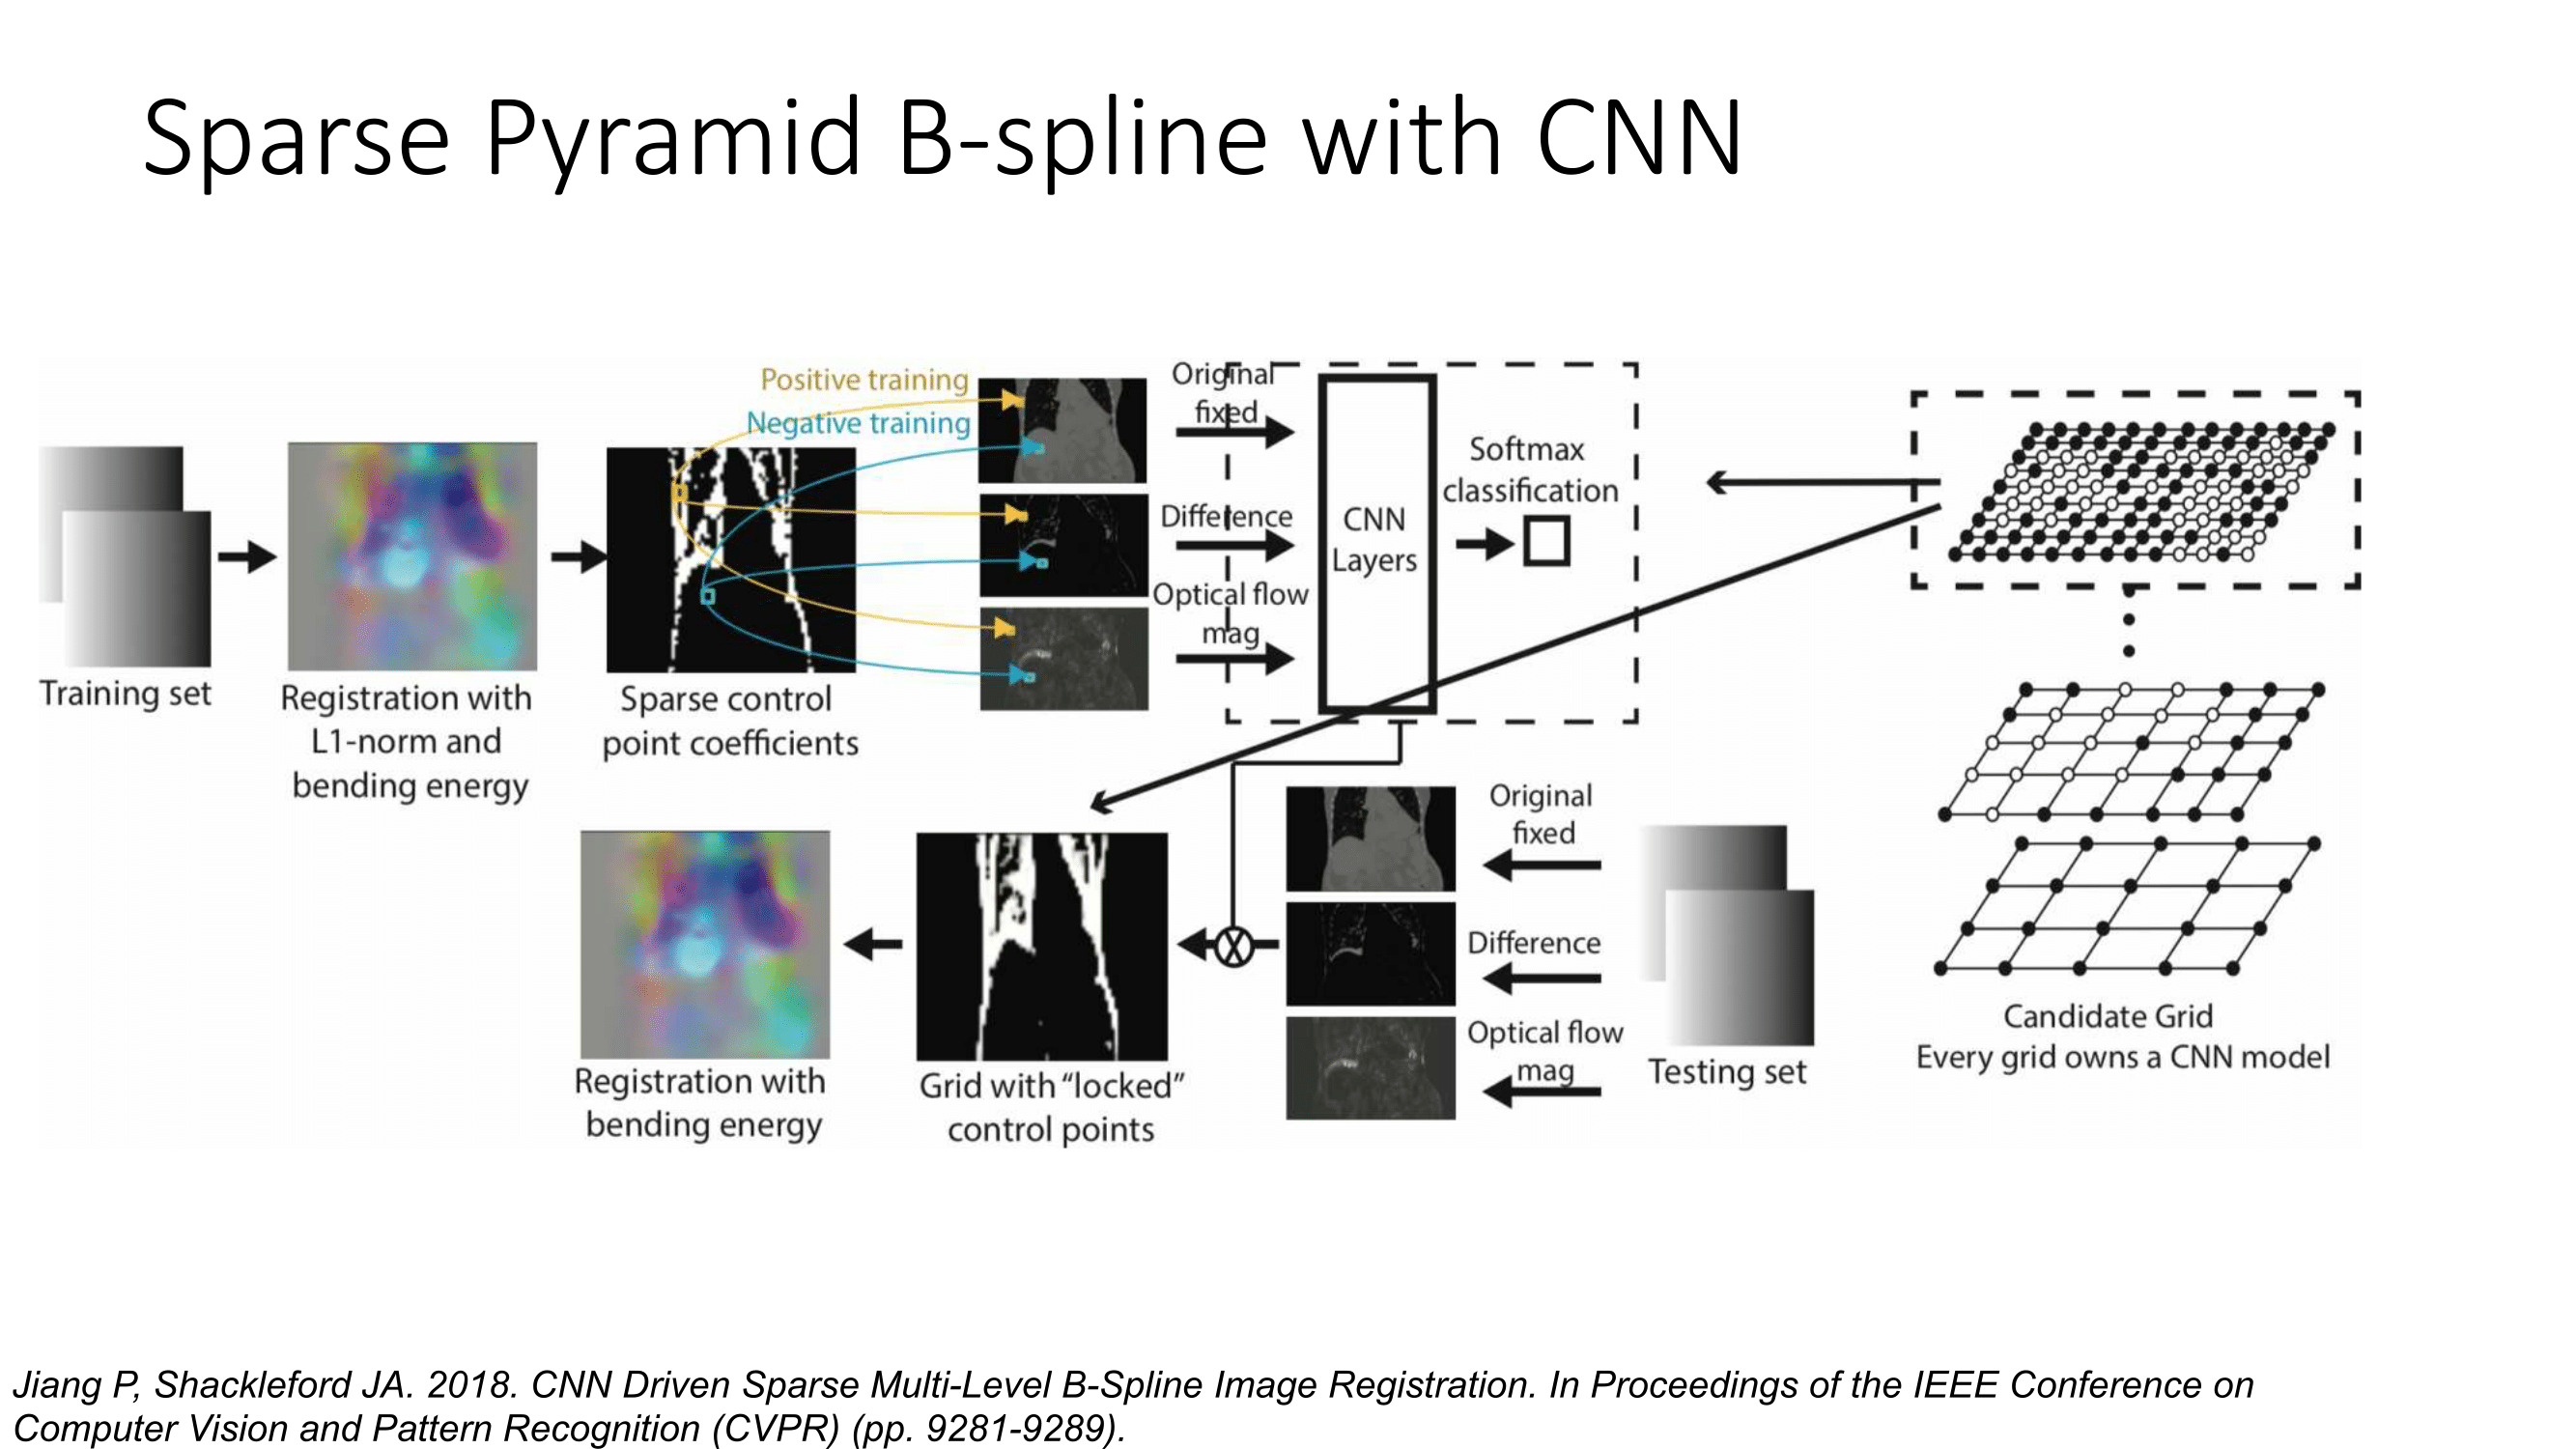 Sparse Pyramid B-spline with CNN
Positive training
Negative training
Original
fixed
Difference
Optical flow
mag
CNN
Layers
Softmax
classification
Training set
Registration with
L1-norm and
bending energy
Sparse control
point coefficients
Registration with
bending energy
Grid with “locked”
control points
X
Original
fixed
Difference
Optical flow
mag
Testing set
Candidate Grid
Every grid owns a CNN model
Jiang P, Shackleford JA. 2018. CNN Driven Sparse Multi-Level B-Spline Image Registration. In Proceedings of the IEEE Conference on
Computer Vision and Pattern Recognition (CVPR) (pp. 9281-9289).